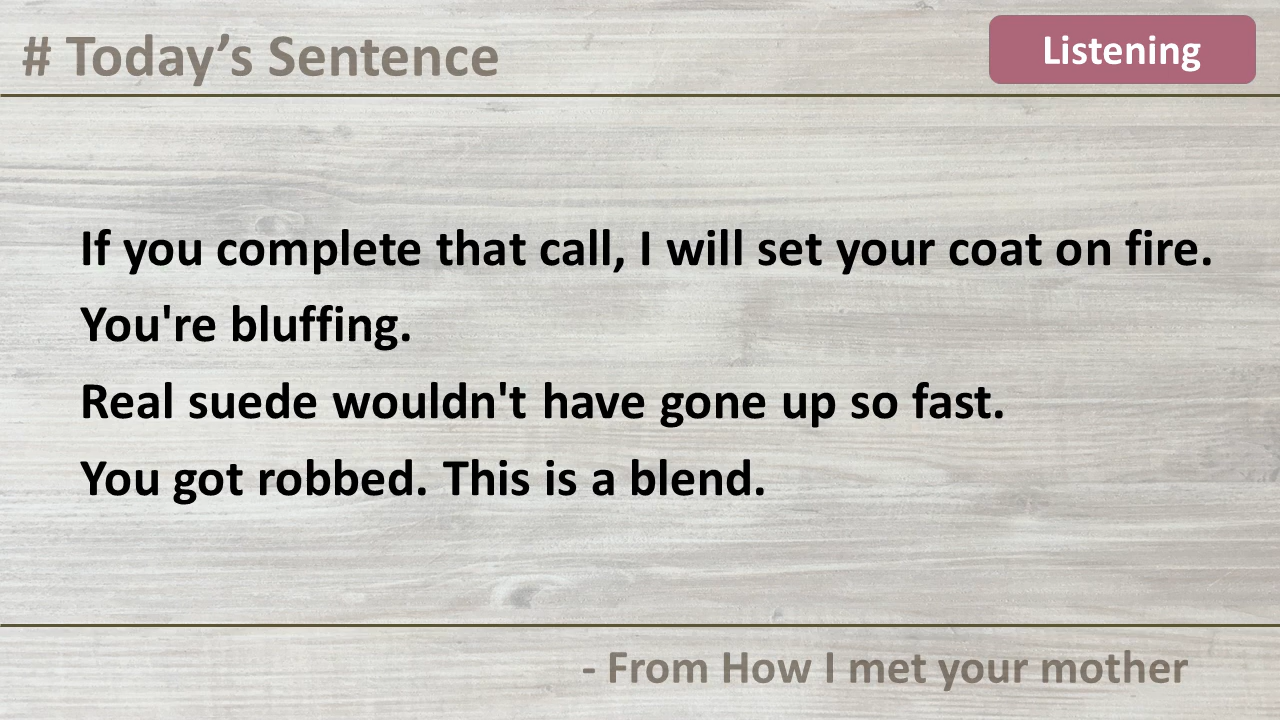 # Today’s Sentence
Listening
If you complete that call, I will set your coat on fire.
You're bluffing.
Real suede wouldn't have gone up so fast.
You got robbed. This is a blend.
- From How I met your mother